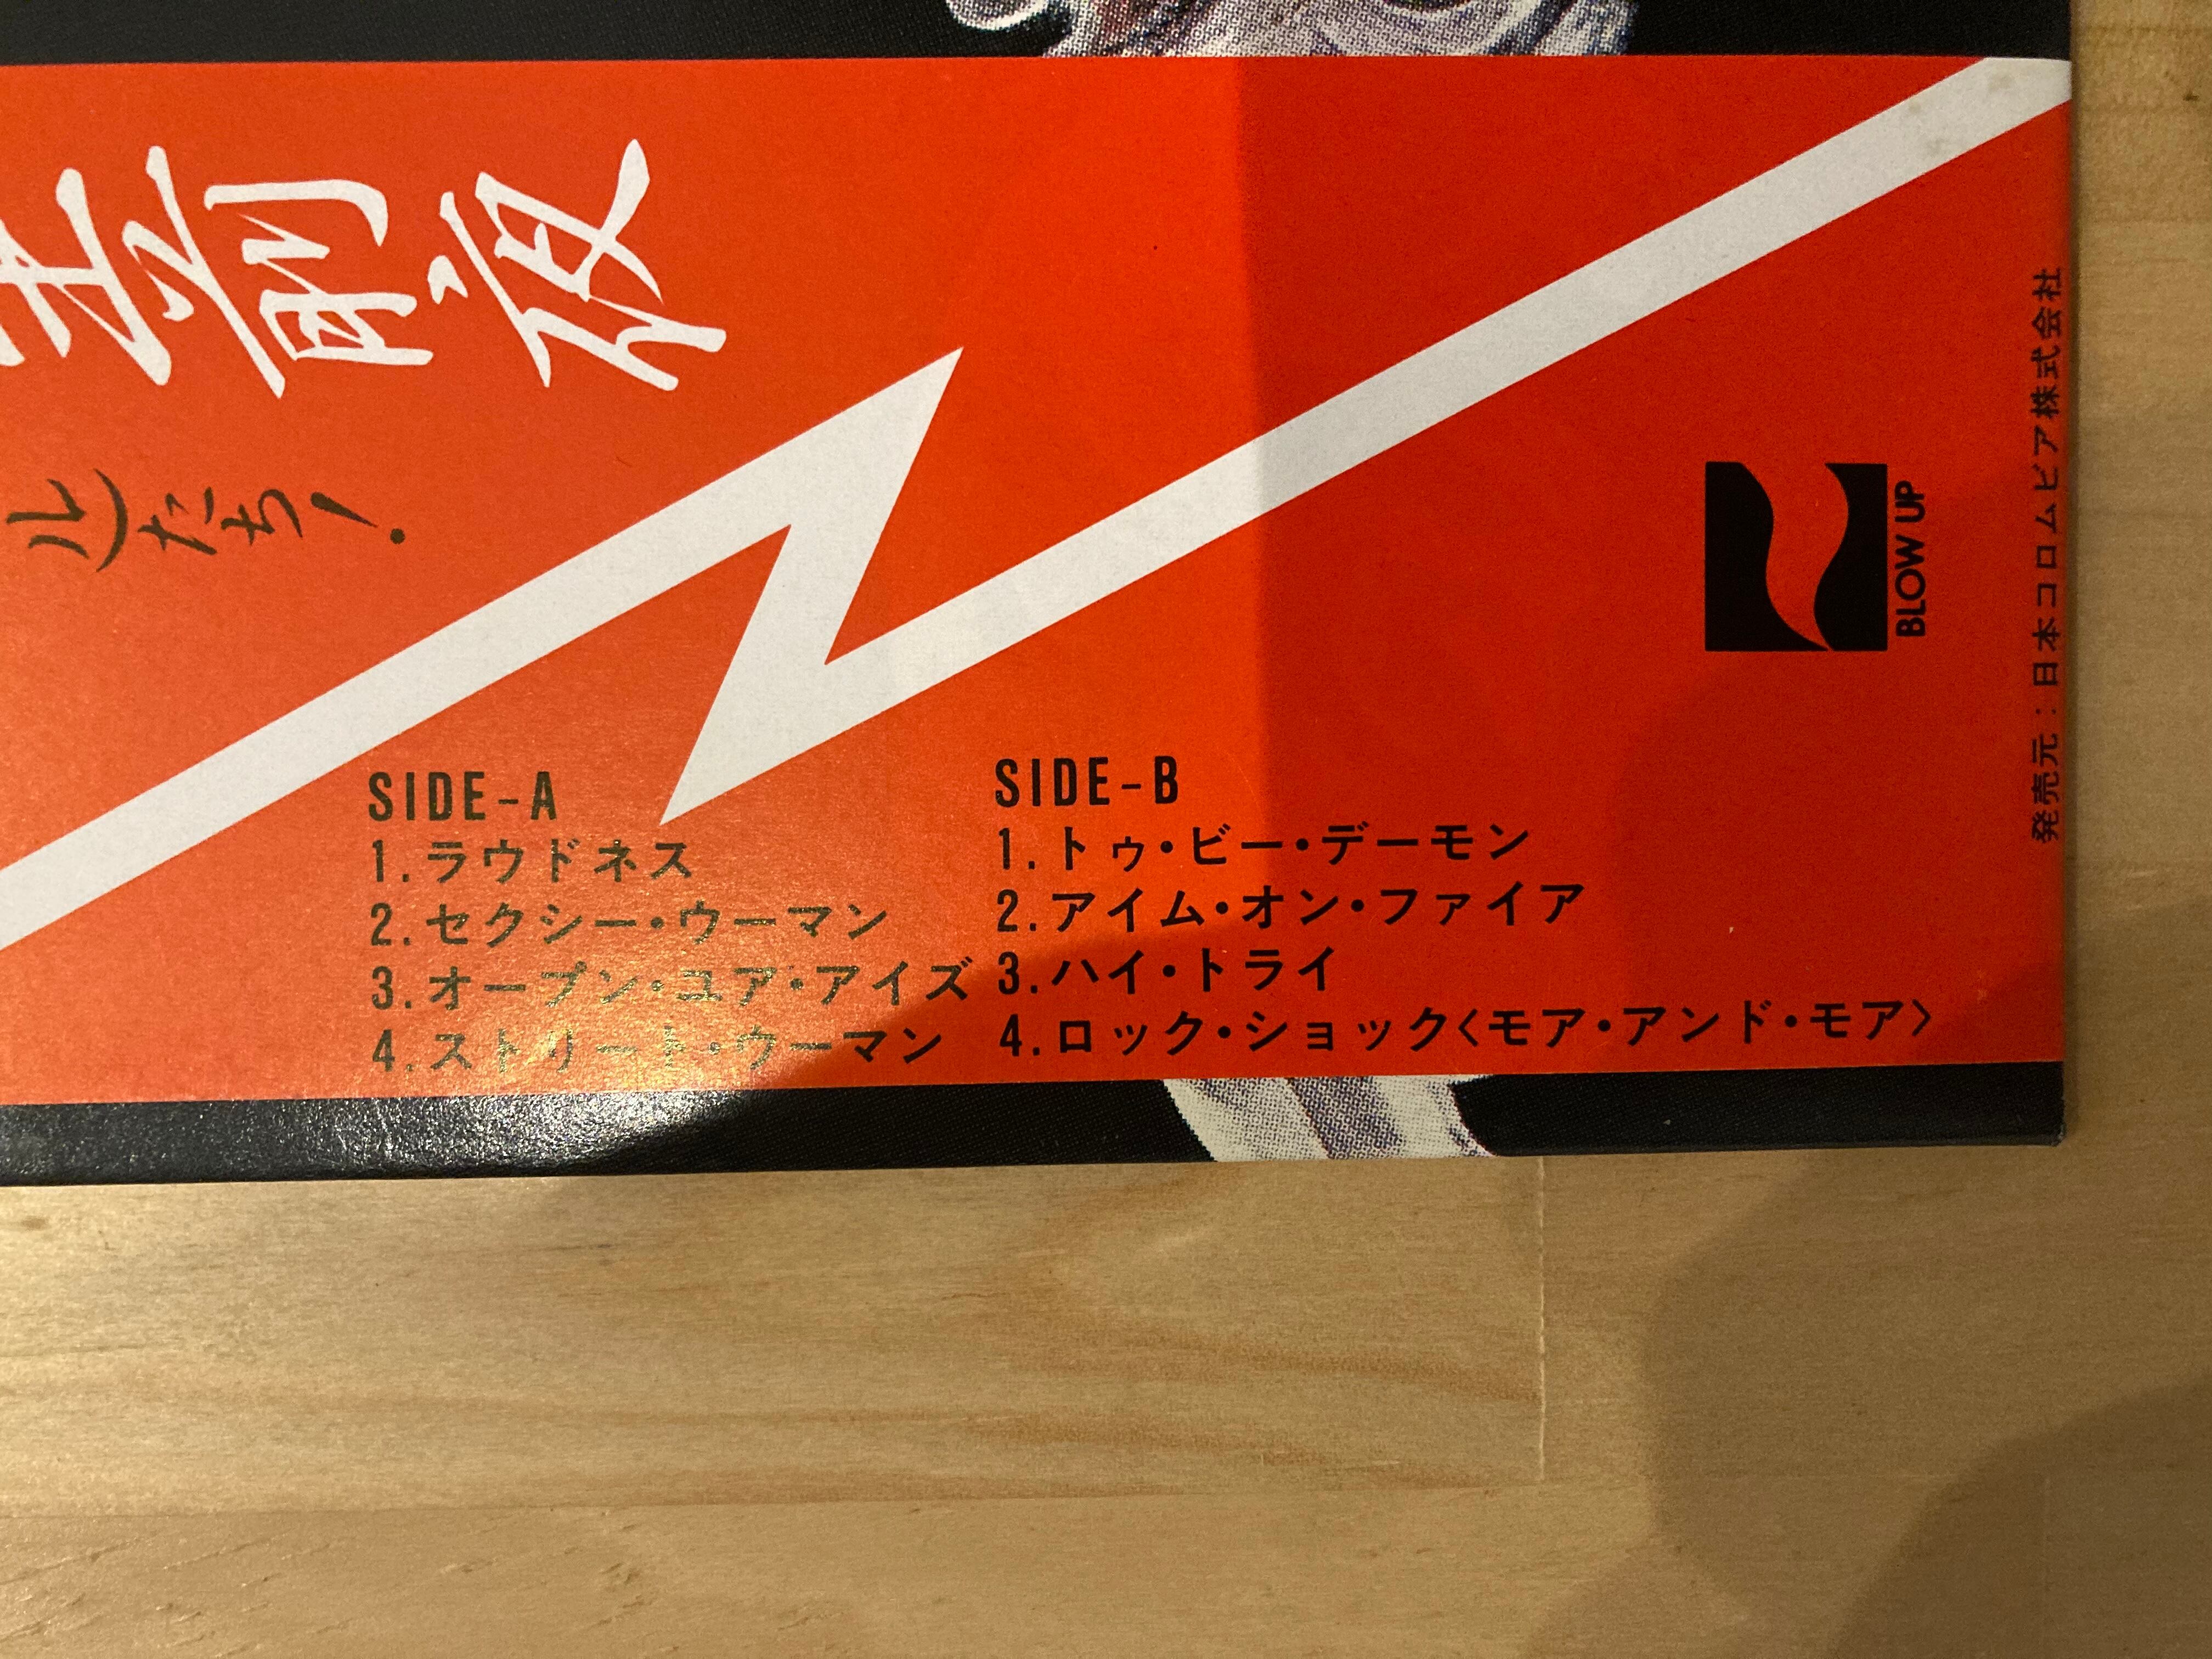 前夜
たち!
SIDE-A
1.ラウドネス
2.セクシー・ウーマン
3.オープン・ユア・アイズ
4.ストリート・ウーマン
SIDE-B
1.トゥ・ビー・デーモン
2.アイム・オン・ファイア
3.ハイ・トライ
4.ロック・ショック〈モア・アンド・モア〉
BLOW UP
発売元:日本コロムビア株式会社